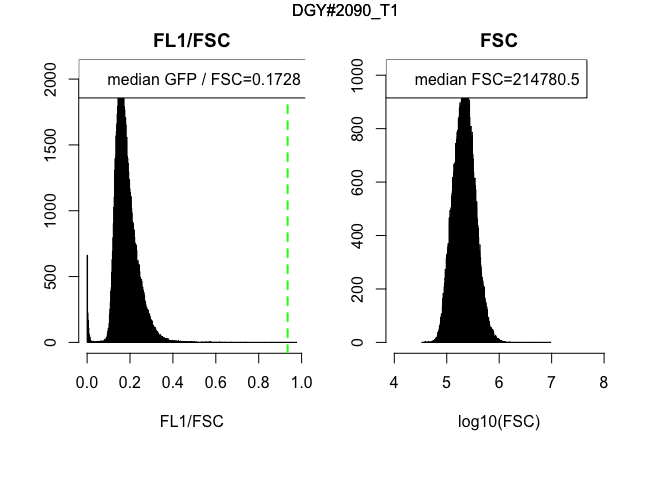 DGY#2090_T1
FL1/FSC
median GFP / FSC=0.1728
2000
1500
1000
500
0
0.0 0.2 0.4 0.6 0.8 1.0
FL1/FSC
FSC
median FSC=214780.5
1000
800
600
400
200
0
4 5 6 7 8
log10(FSC)